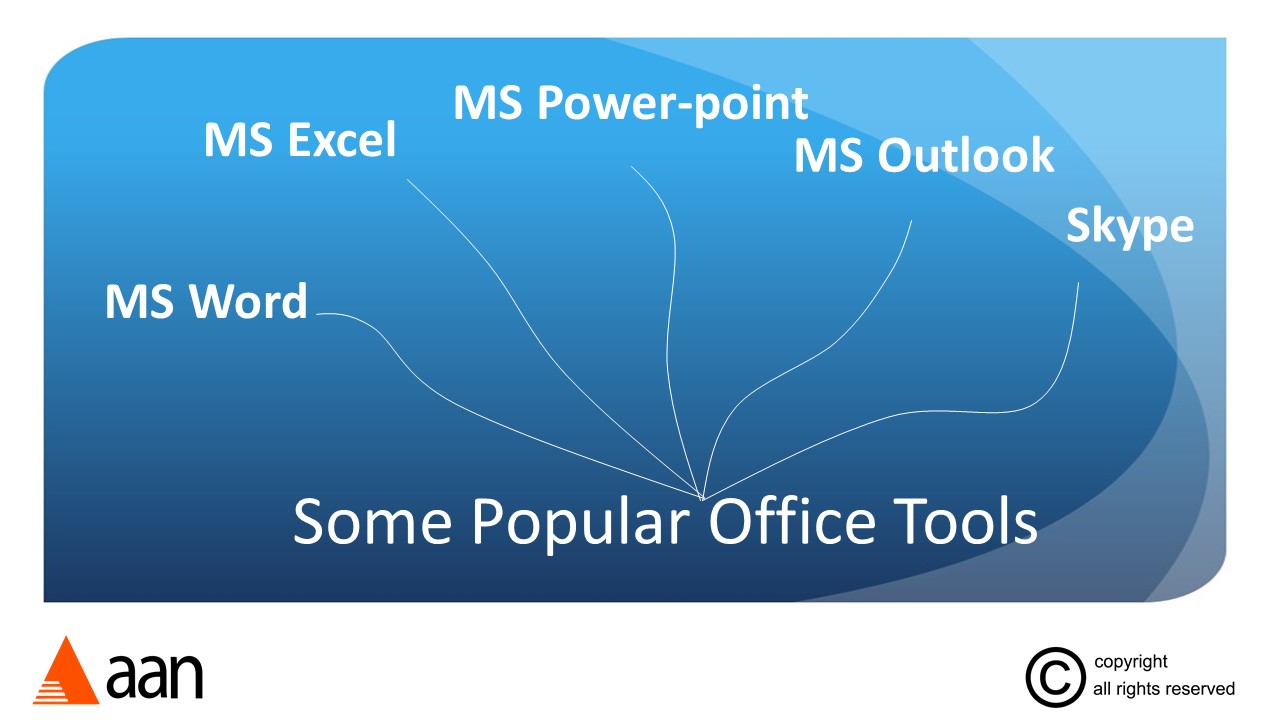 MS Power-point
MS Excel
MS Outlook
Skype
MS Word
Some Popular Office Tools
aan
copyright
all rights reserved